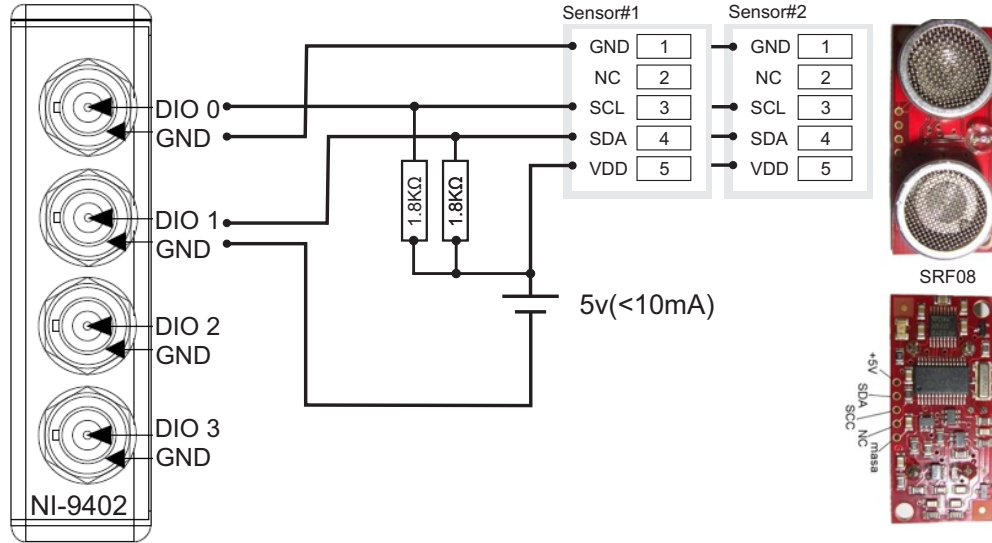 Sensor#1
GND 1
NC 2
SCL 3
SDA 4
VDD 5
Sensor#2
GND 1
NC 2
SCL 3
SDA 4
VDD 5
DIO 0
GND
DIO 1
GND
DIO 2
GND
DIO 3
GND
NI-9402
1.8KΩ
1.8KΩ
5v(<10mA)
SRF08
+5V
SDA
SCC
NC
masa